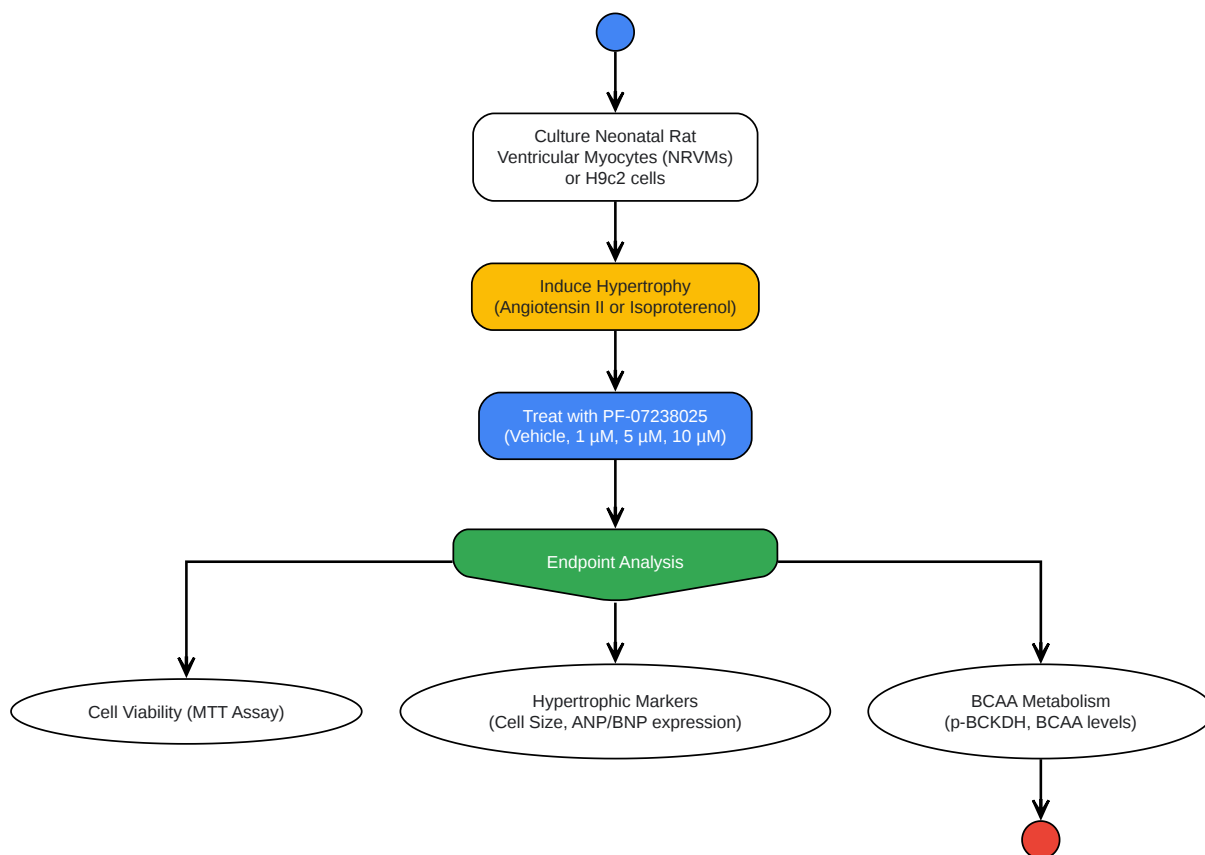 Culture Neonatal Rat
Ventricular Myocytes (NRVMs)
or H9c2 cells
Induce Hypertrophy
(Angiotensin II or Isoproterenol)
Treat with PF-07238025
(Vehicle, 1 µM, 5 µM, 10 µM)
Endpoint Analysis
Cell Viability (MTT Assay)
Hypertrophic Markers
(Cell Size, ANP/BNP expression)
BCAA Metabolism
(p-BCKDH, BCAA levels)